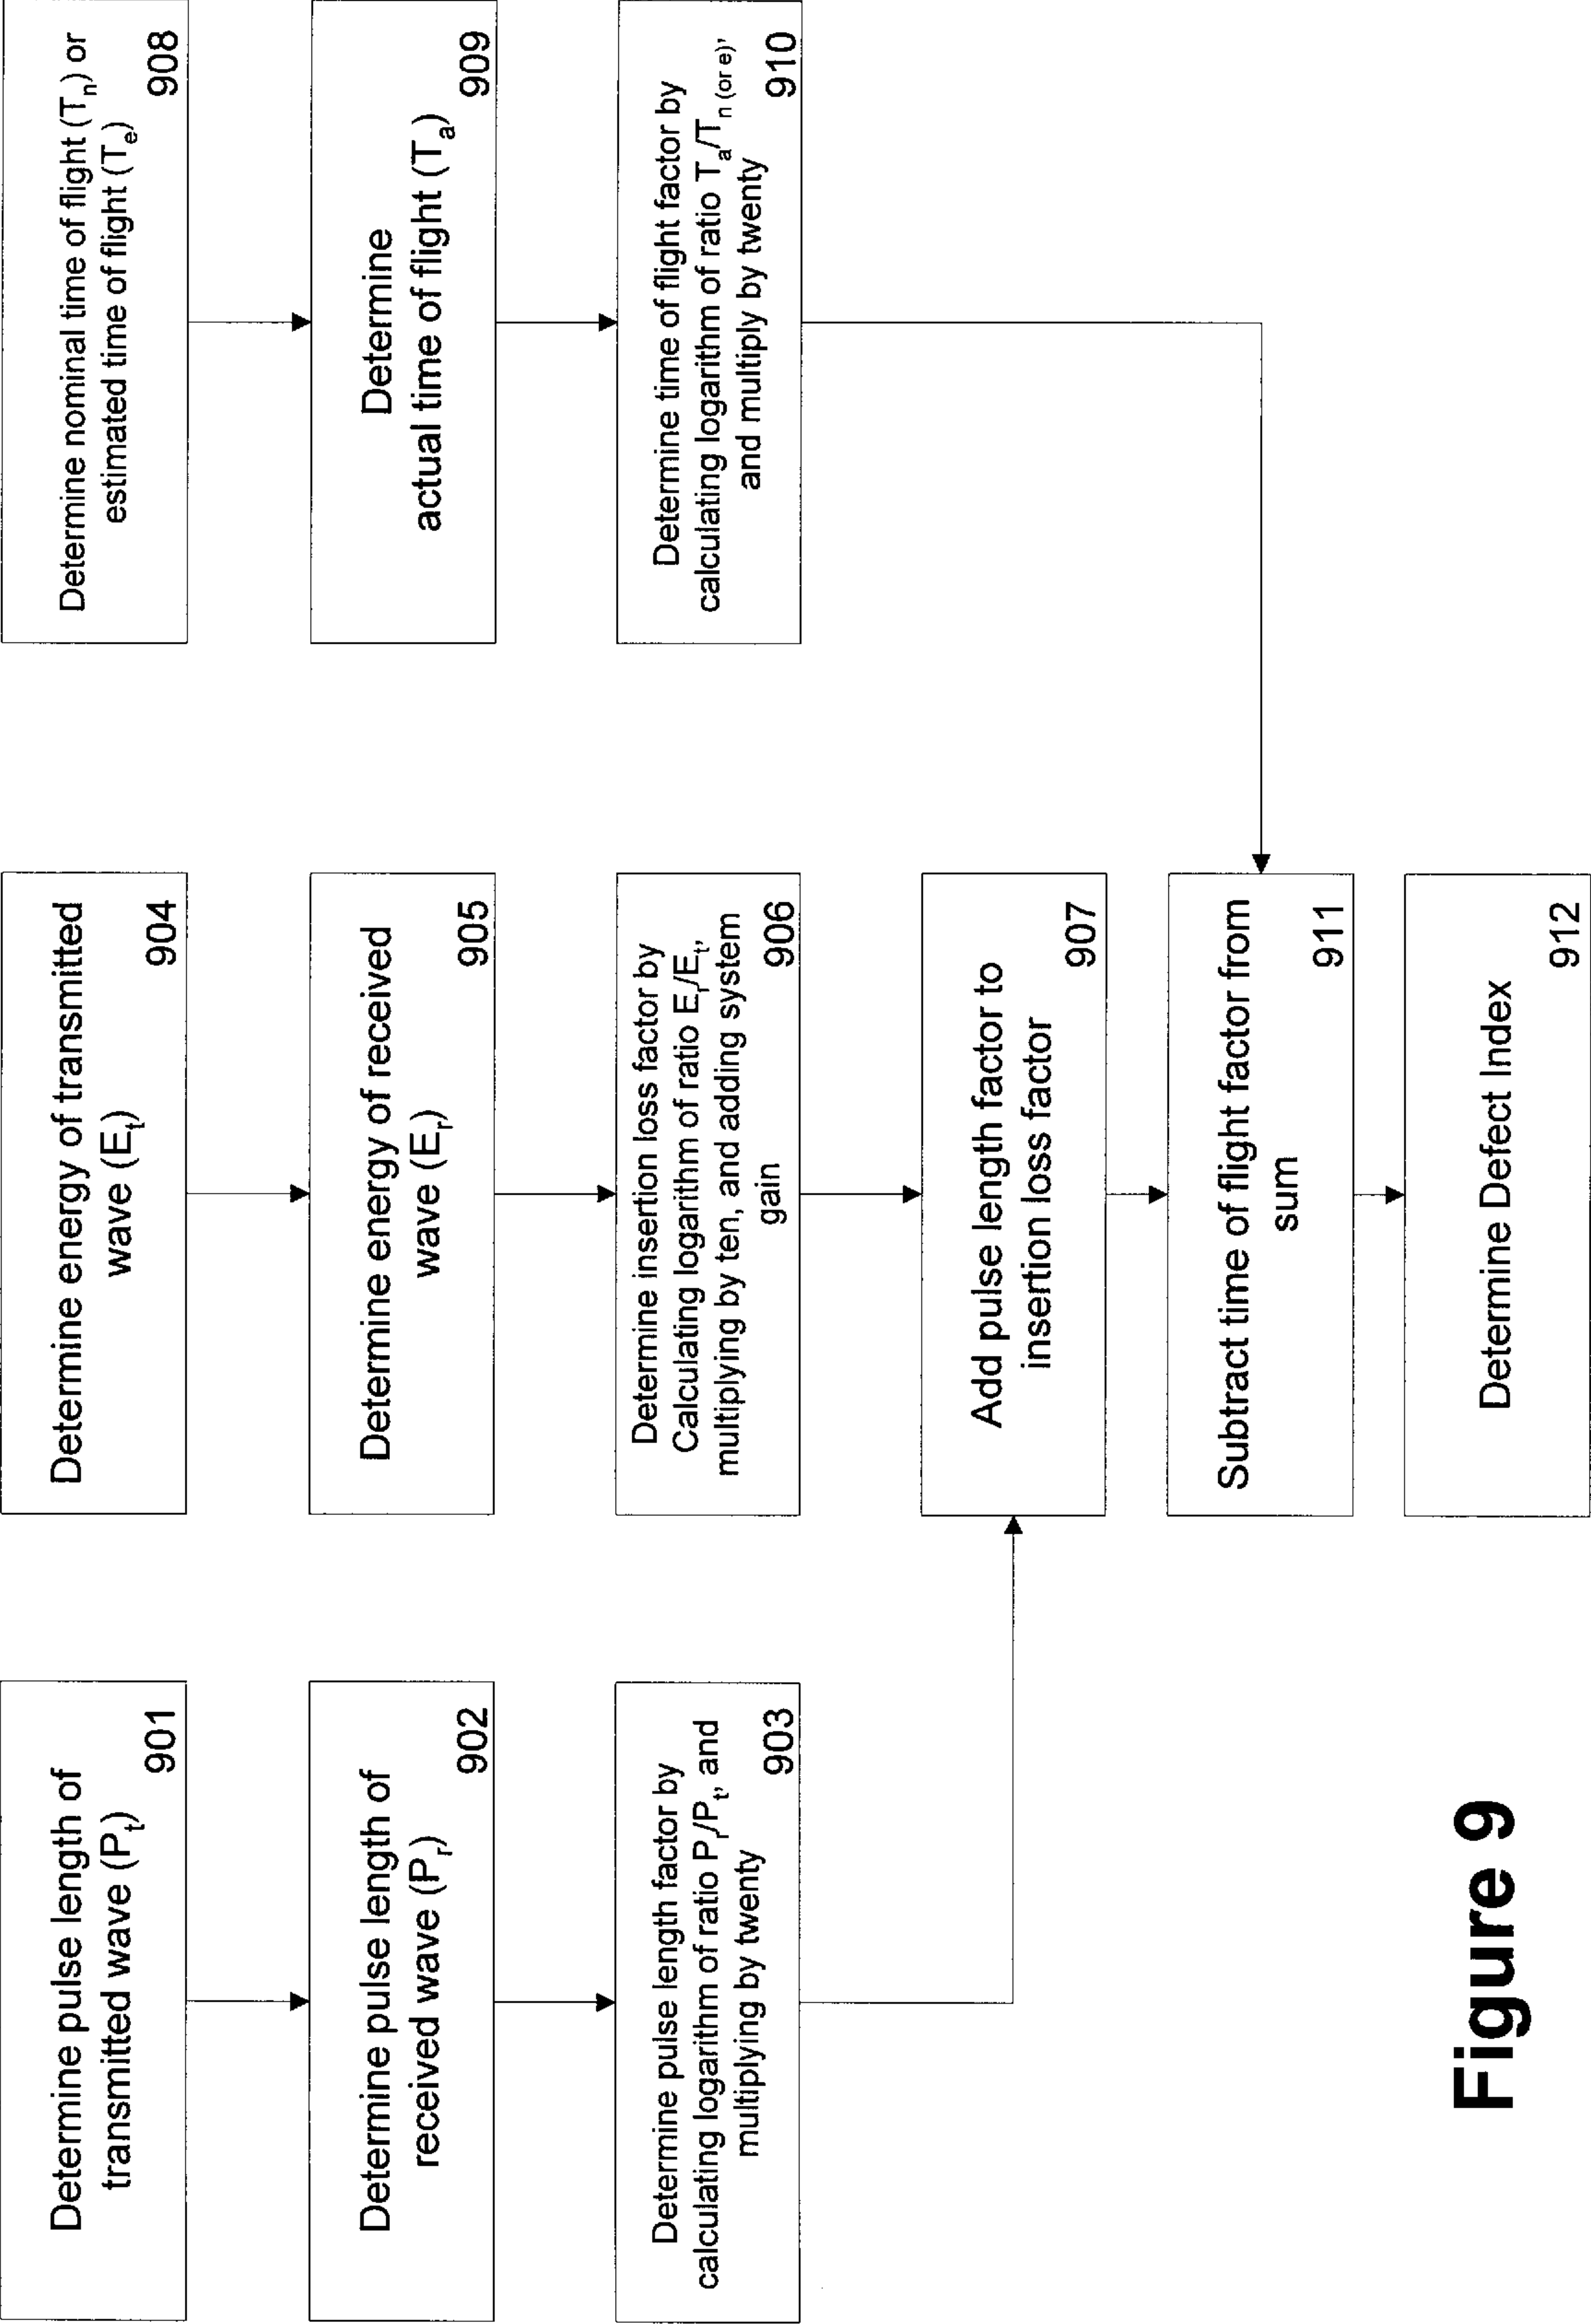 Determine pulse length of
transmitted wave (Pt)
901
Determine pulse length of
received wave (Pr)
902
Determine pulse length factor by
calculating logarithm of ratio Pr/Pt, and
multiplying by twenty
903
Determine energy of transmitted
wave (Et)
904
Determine energy of received
wave (Er)
905
Determine insertion loss factor by
Calculating logarithm of ratio Er/Et,
multiplying by ten, and adding system
gain
906
Add pulse length factor to
insertion loss factor
907
Determine nominal time of flight (Tn) or
estimated time of flight (Te)
908
Determine
actual time of flight (Ta)
909
Determine time of flight factor by
calculating logarithm of ratio Ta/Tn (or e),
and multiply by twenty
910
Subtract time of flight factor from
sum
911
Determine Defect Index
912
Figure 9